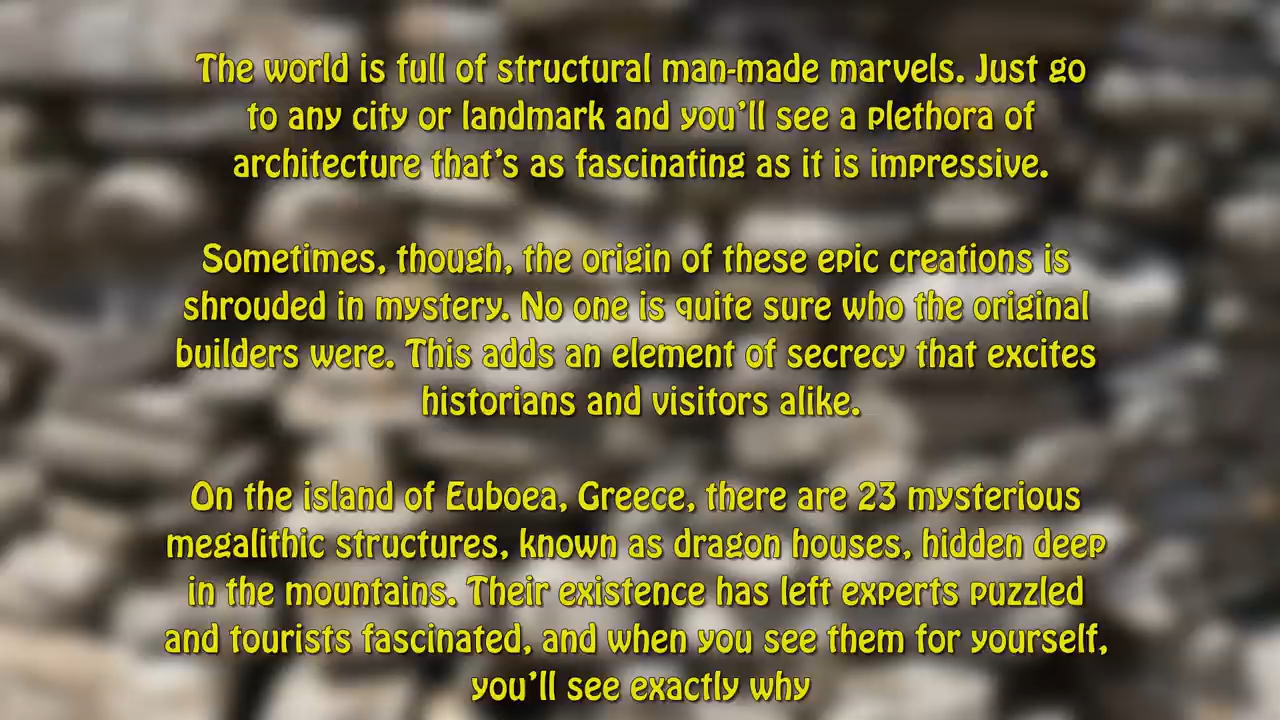 The world is full of structural man-made marvels. Just go
to any city or landmark and you'll see a plethora of
architecture that's as fascinating as it is impressive.
Sometimes, though, the origin of these epic creations is
shrouded in mystery. No one is quite sure who the original
builders were. This adds an element of secrecy that excites
historians and visitors alike.
On the island of Euboea, Greece, there are 23 mysterious
megalithic structures, known as dragon houses, hidden deep
in the mountains. Their existence has left experts puzzled
and tourists fascinated, and when you see them for yourself,
you'll see exactly why